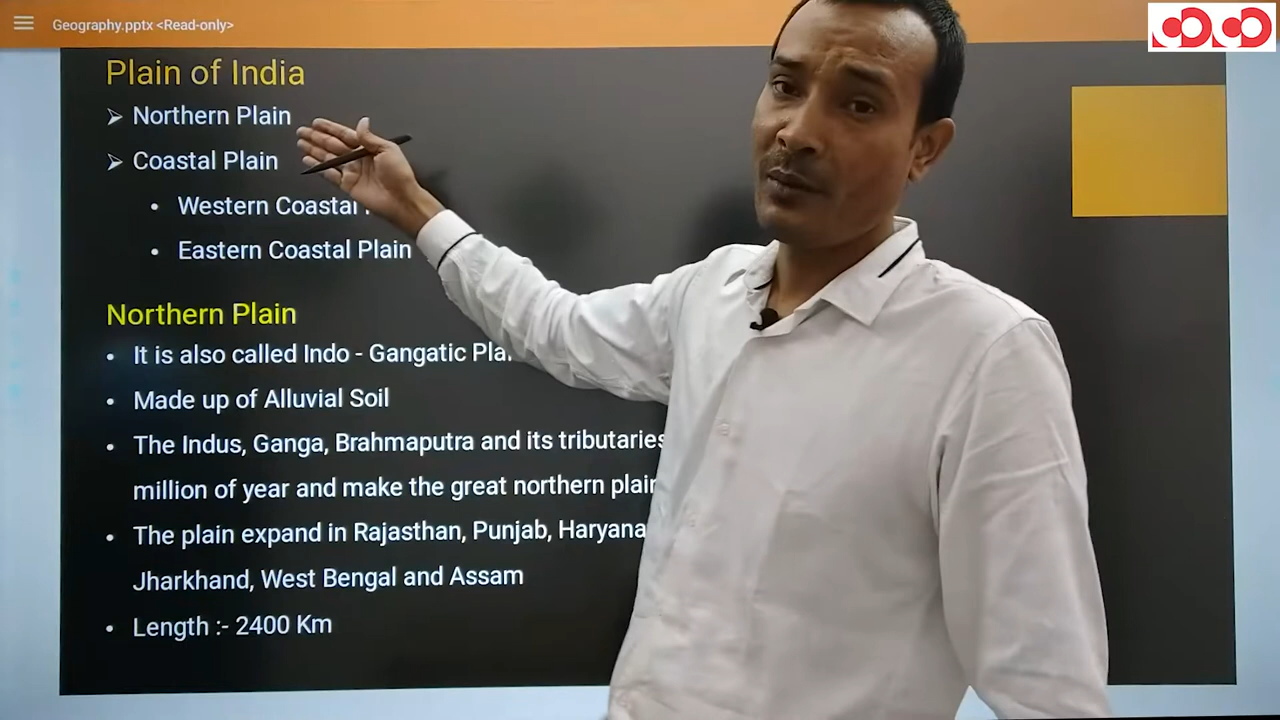 Geography.pptx <Read-only>
Plain of India
➢ Northern Plain
➢ Coastal Plain
• Western Coastal
• Eastern Coastal Plain
Northern Plain
• It is also called Indo - Gangatic
• Made up of Alluvial Soil
• The Indus, Ganga, Brahmaputra and its tributaries
million of year and make the great northern plain
• The plain expand in Rajasthan, Punjab, Haryana
Jharkhand, West Bengal and Assam
• Length :- 2400 Km